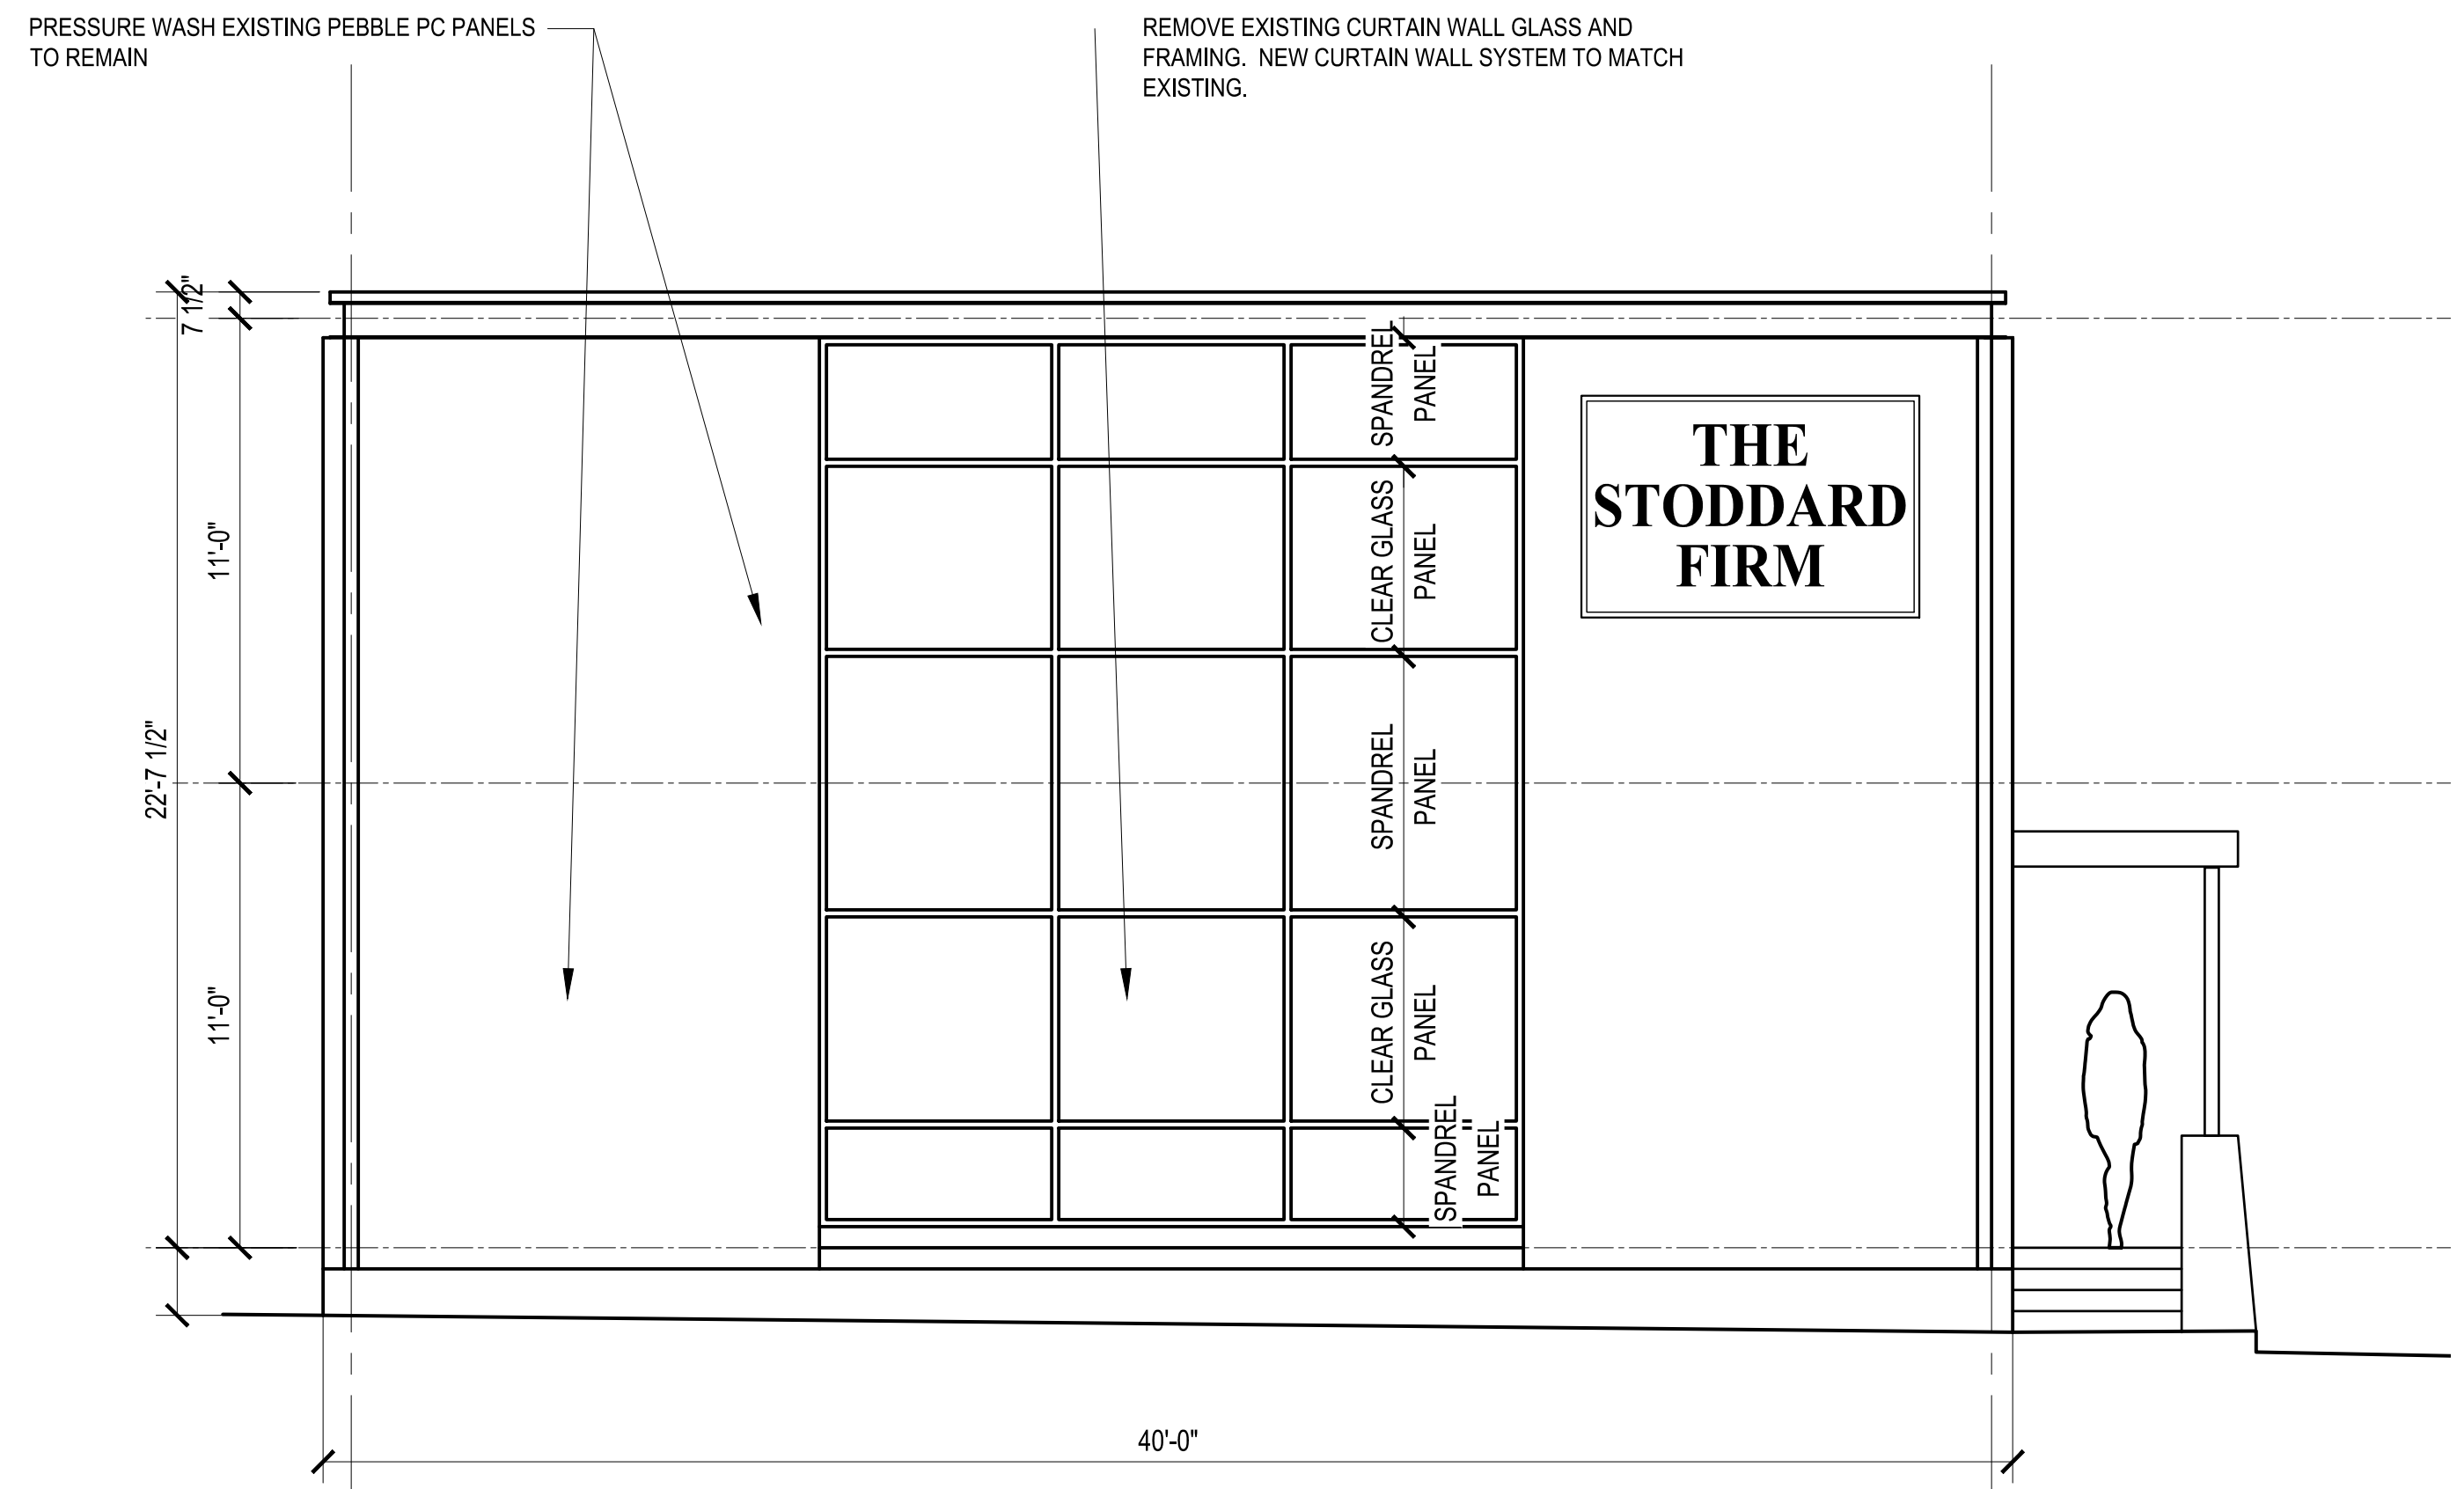 PRESSURE WASH EXISTING PEBBLE PC PANELS
TO REMAIN
REMOVE EXISTING CURTAIN WALL GLASS AND
FRAMING. NEW CURTAIN WALL SYSTEM TO MATCH
EXISTING.
7 1/2"
11'-0"
22'-7 1/2"
11'-0"
SPANDREL
PANEL
CLEAR GLASS
PANEL
SPANDREL
PANEL
CLEAR GLASS
PANEL
SPANDREL
PANEL
THE
STODDARD
FIRM
40'-0"